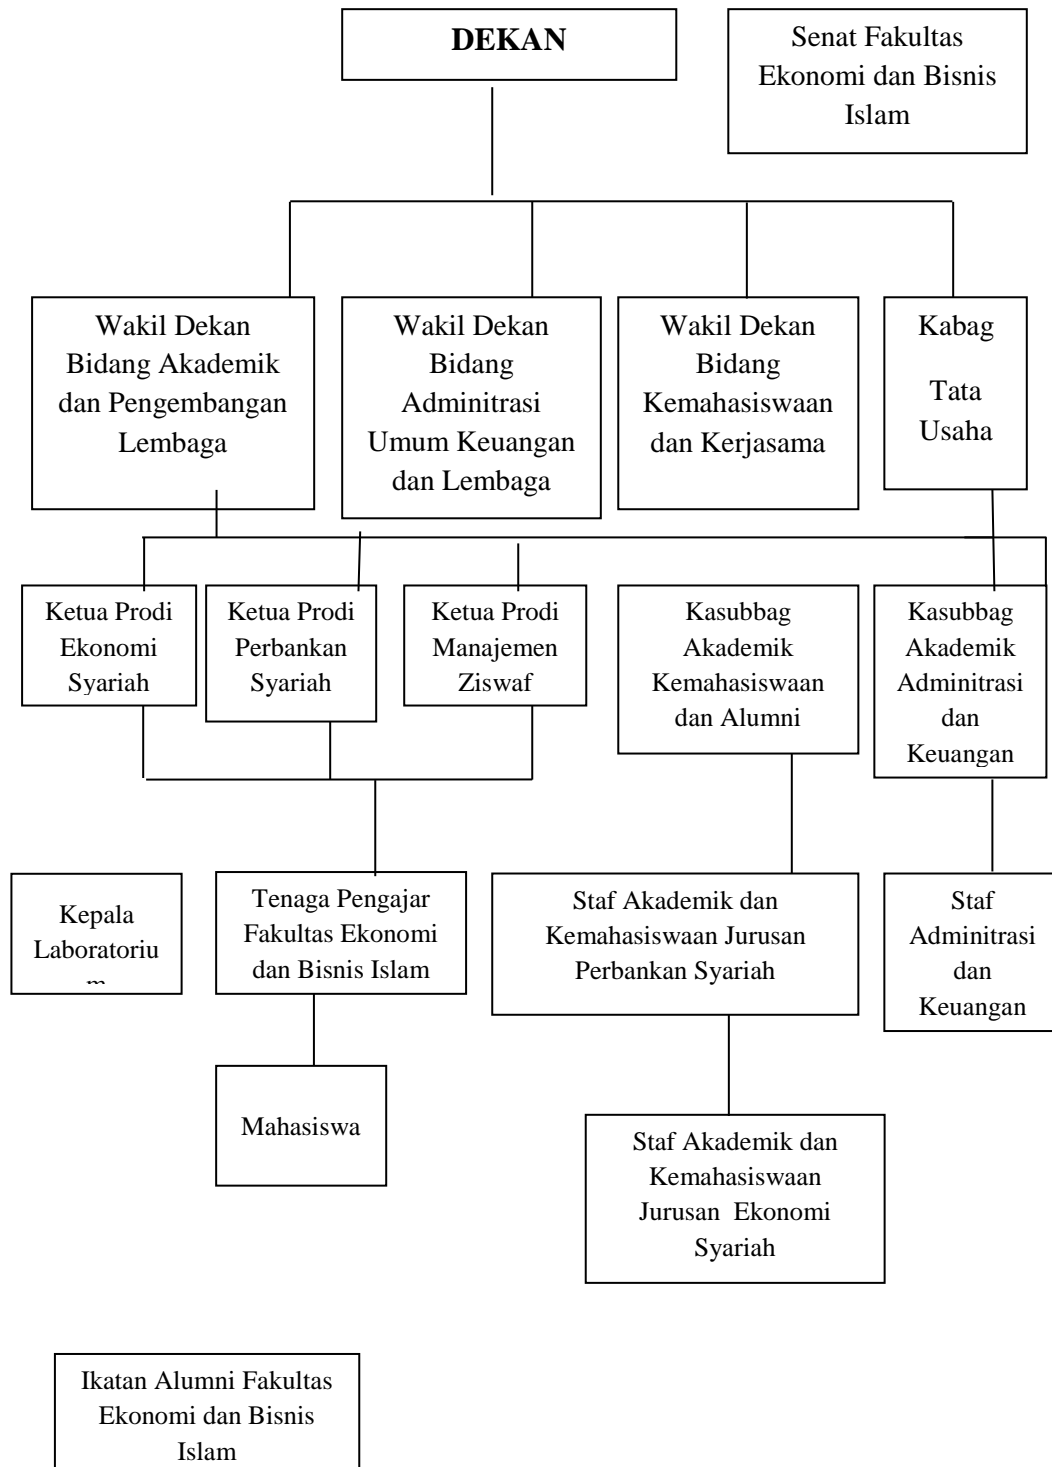 DEKAN
Senat Fakultas
Ekonomi dan Bisnis
Islam
Wakil Dekan
Bidang Akademik
dan Pengembangan
Lembaga
Wakil Dekan
Bidang
Adminitrasi
Umum Keuangan
dan Lembaga
Wakil Dekan
Bidang
Kemahasiswaan
dan Kerjasama
Kabag
Tata
Usaha
Ketua Prodi
Ekonomi
Syariah
Ketua Prodi
Perbankan
Syariah
Ketua Prodi
Manajemen
Ziswaf
Kasubbag
Akademik
Kemahasiswaan
dan Alumni
Kasubbag
Akademik
Adminitrasi
dan
Keuangan
Kepala
Laboratoriu
m
Tenaga Pengajar
Fakultas Ekonomi
dan Bisnis Islam
Staf Akademik dan
Kemahasiswaan Jurusan
Perbankan Syariah
Staf
Adminitrasi
dan
Keuangan
Mahasiswa
Staf Akademik dan
Kemahasiswaan
Jurusan  Ekonomi
Syariah
Ikatan Alumni Fakultas
Ekonomi dan Bisnis
Islam